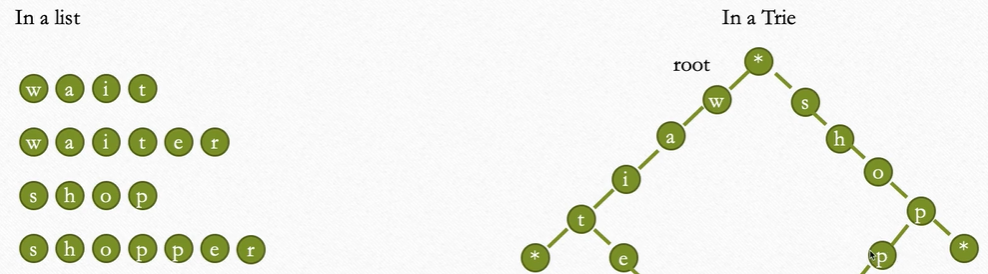 In a list
In a Trie
root
*
w a i t
w
s
w a i t e r
a
h
i
o
s h o p
t
p
s h o p p e r
*
e
p
*